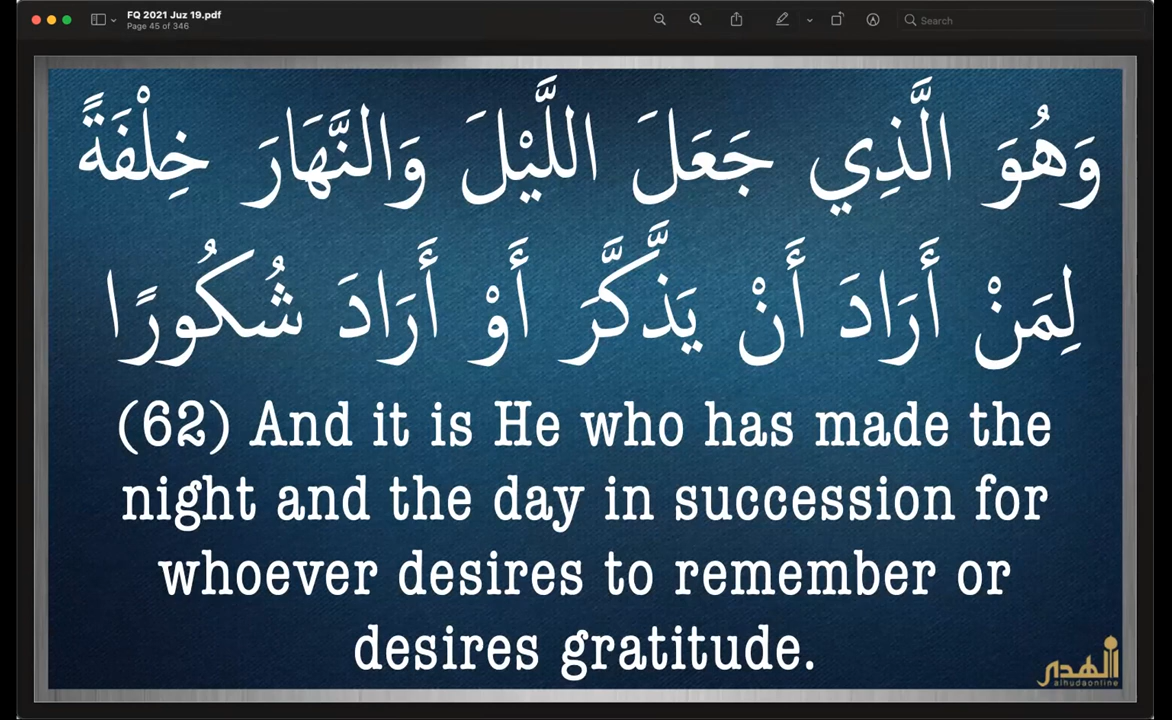 FQ 2021 Juz 19.pdf
Page 45 of 346
Search
وَهُوَ الَّذِي جَعَلَ اللَّيْلَ وَالنَّهَارَ خِلْفَةً
لِمَنْ أَرَادَ أَنْ يَذَّكَّرَ أَوْ أَرَادَ شُكُورًا
(62) And it is He who has made the
night and the day in succession for
whoever desires to remember or
desires gratitude.
الهدى
alhudaonline